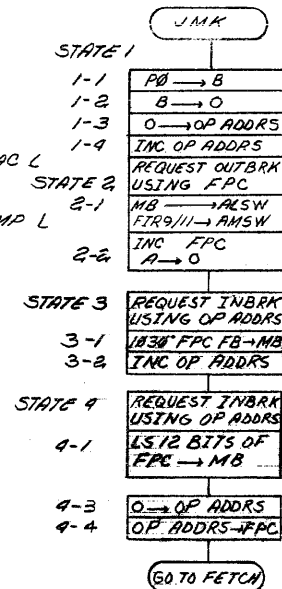 JMK
STATE 1
1-1 PØ → B
1-2 B → O
1-3 O → OP ADDRS
1-4 INC. OP ADDRS
AC L
REQUEST OUTBRK
STATE 2 USING FPC
2-1 MB → ALSW
MP L FIR9/11 → AMSW
INC FPC
2-2 A → O
STATE 3 REQUEST INBRK
USING OP ADDRS
3-1 1Ø3Ø* FPC FB → MB
3-2 INC OP ADDRS
STATE 4 REQUEST INBRK
USING OP ADDRS
4-1 LS 12 BITS OF
FPC → MB
4-3 O → OP ADDRS
4-4 OP ADDRS → FPC
GO TO FETCH